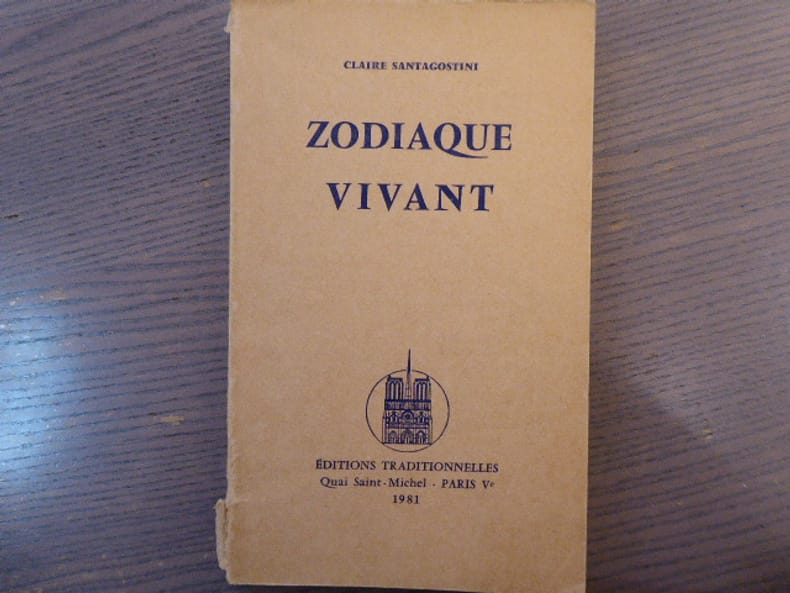 CLAIRE SANTAGOSTINI
ZODIAQUE
VIVANT
ÉDITIONS TRADITIONNELLES
Quai Saint-Michel - PARIS Vᵉ
1981